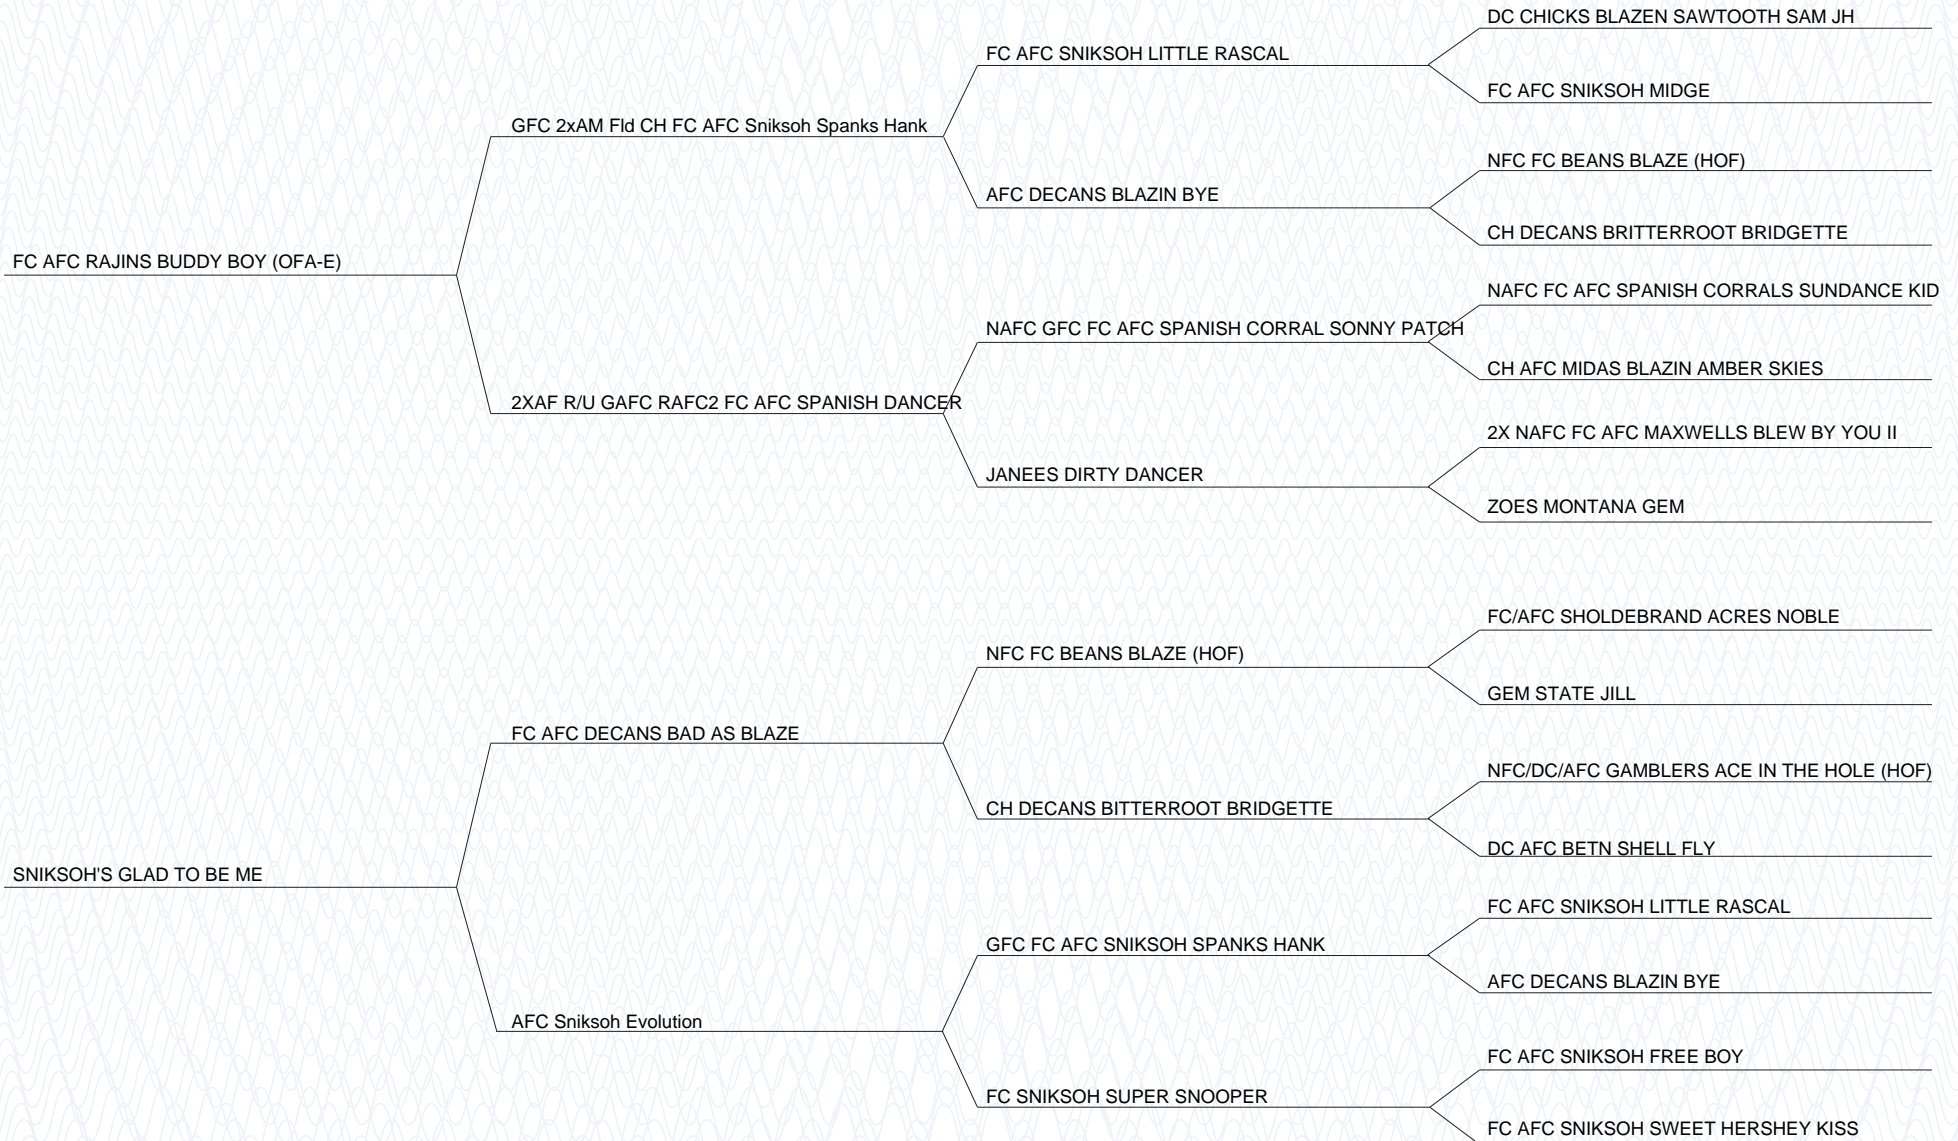 DC CHICKS BLAZEN SAWTOOTH SAM JH
FC AFC SNIKSOH LITTLE RASCAL
FC AFC SNIKSOH MIDGE
GFC 2xAM Fld CH FC AFC Sniksoh Spanks Hank
NFC FC BEANS BLAZE (HOF)
AFC DECANS BLAZIN BYE
CH DECANS BRITTERROOT BRIDGETTE
FC AFC RAJINS BUDDY BOY (OFA-E)
NAFC FC AFC SPANISH CORRALS SUNDANCE KID
NAFC GFC FC AFC SPANISH CORRAL SONNY PATCH
CH AFC MIDAS BLAZIN AMBER SKIES
2XAF R/U GAFC RAFC2 FC AFC SPANISH DANCER
2X NAFC FC AFC MAXWELLS BLEW BY YOU II
JANEES DIRTY DANCER
ZOES MONTANA GEM
FC/AFC SHOLDEBRAND ACRES NOBLE
NFC FC BEANS BLAZE (HOF)
GEM STATE JILL
FC AFC DECANS BAD AS BLAZE
NFC/DC/AFC GAMBLERS ACE IN THE HOLE (HOF)
CH DECANS BITTERROOT BRIDGETTE
DC AFC BETN SHELL FLY
SNIKSOH'S GLAD TO BE ME
FC AFC SNIKSOH LITTLE RASCAL
GFC FC AFC SNIKSOH SPANKS HANK
AFC DECANS BLAZIN BYE
AFC Sniksoh Evolution
FC AFC SNIKSOH FREE BOY
FC SNIKSOH SUPER SNOOPER
FC AFC SNIKSOH SWEET HERSHEY KISS